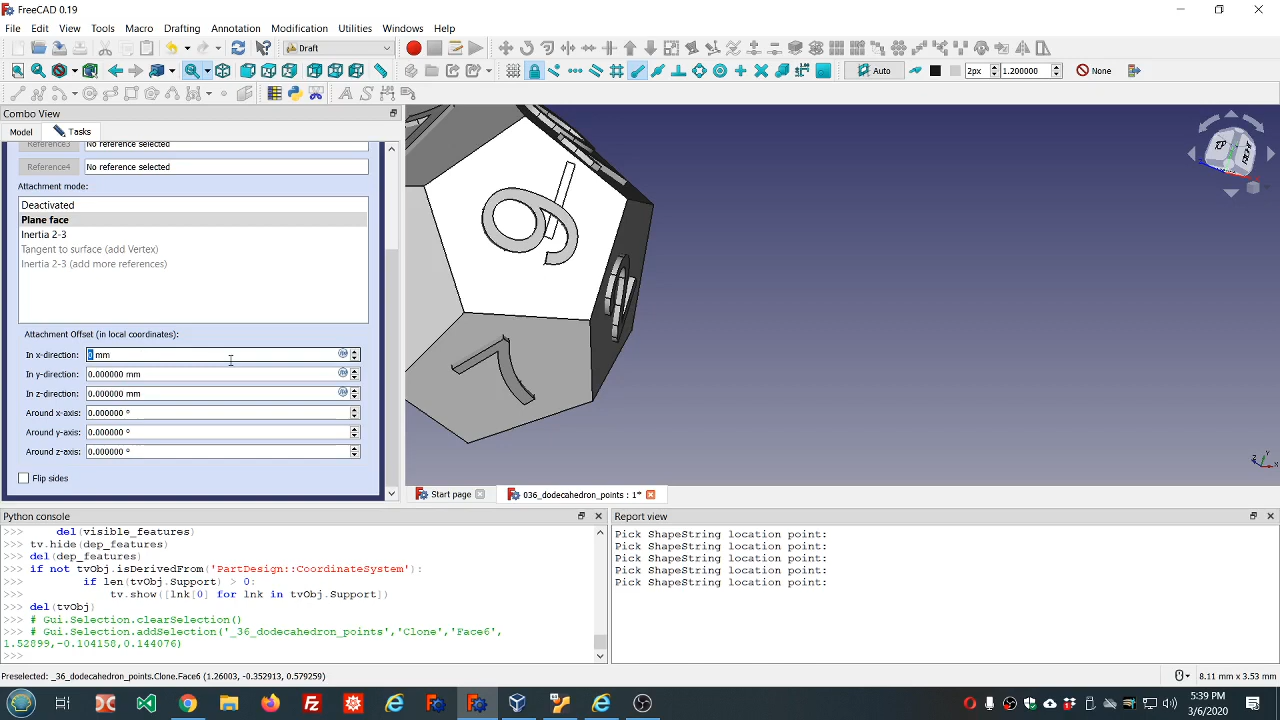 FreeCAD 0.19
File Edit View Tools Macro Drafting Annotation Modification Utilities Windows Help
Draft
Auto 2px 1.200000 None
Combo View
Model Tasks
Reference3 No reference selected
Reference4 No reference selected
Attachment mode:
Deactivated
Plane face
Inertia 2-3
Tangent to surface (add Vertex)
Inertia 2-3 (add more references)
Attachment Offset (in local coordinates):
In x-direction: 0 mm
In y-direction: 0.000000 mm
In z-direction: 0.000000 mm
Around x-axis: 0.000000 °
Around y-axis: 0.000000 °
Around z-axis: 0.000000 °
Flip sides
9
7
Start page 036_dodecahedron_points : 1*
Python console
>>> del(visible_features)
>>> tv.hide(dep_features)
>>> del(dep_features)
>>> if not tvObj.isDerivedFrom('PartDesign::CoordinateSystem'):
>>> if len(tvObj.Support) > 0:
>>> tv.show([lnk[0] for lnk in tvObj.Support])
>>> del(tvObj)
>>> # Gui.Selection.clearSelection()
>>> # Gui.Selection.addSelection('_36_dodecahedron_points','Clone','Face6',
1.52899,-0.104158,0.144076)
>>>
Report view
Pick ShapeString location point:
Pick ShapeString location point:
Pick ShapeString location point:
Pick ShapeString location point:
Pick ShapeString location point:
Preselected: _36_dodecahedron_points.Clone.Face6 (1.26003, -0.352913, 0.579259)
8.11 mm x 3.53 mm
5:39 PM
3/6/2020